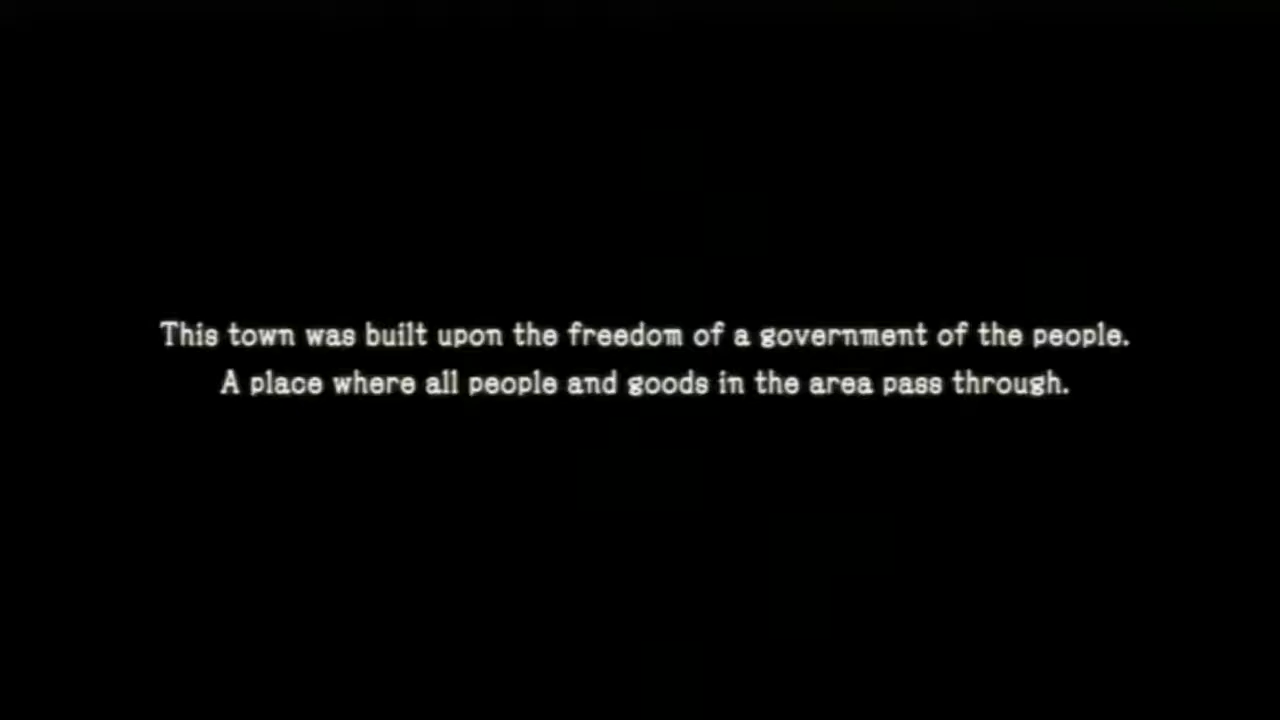 This town was built upon the freedom of a government of the people.
A place where all people and goods in the area pass through.